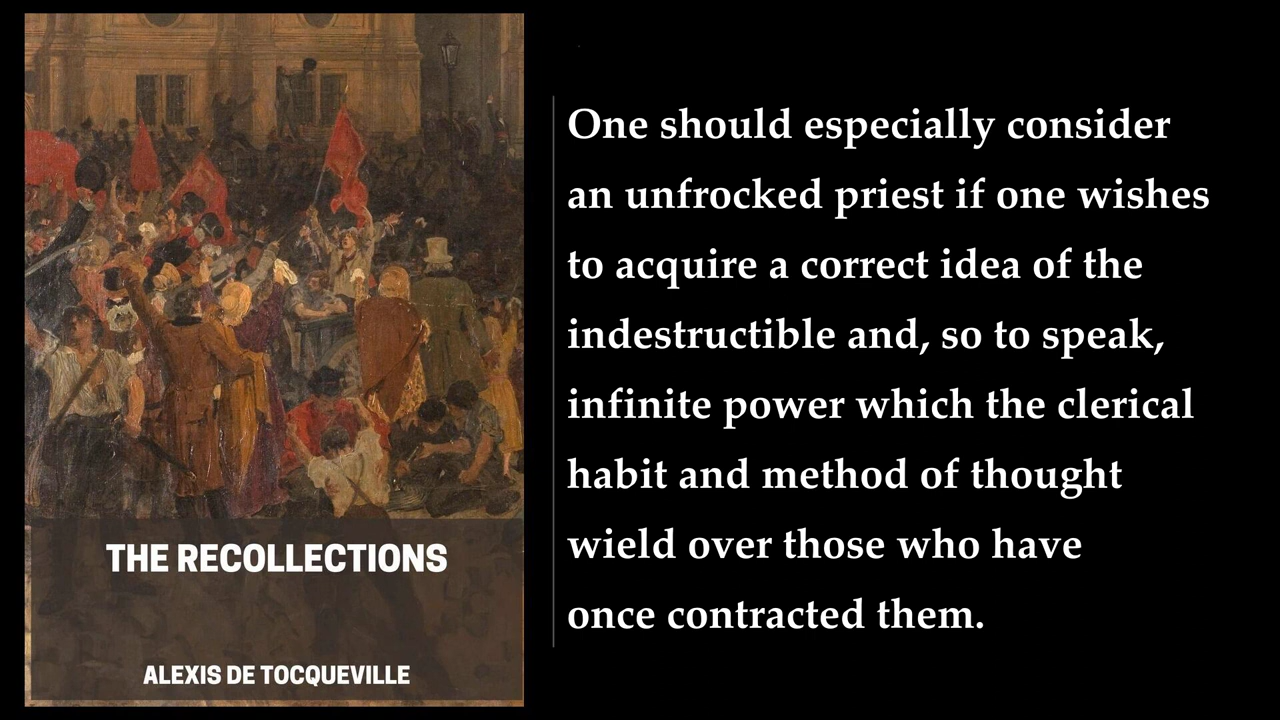 THE RECOLLECTIONS
ALEXIS DE TOCQUEVILLE
One should especially consider
an unfrocked priest if one wishes
to acquire a correct idea of the
indestructible and, so to speak,
infinite power which the clerical
habit and method of thought
wield over those who have
once contracted them.